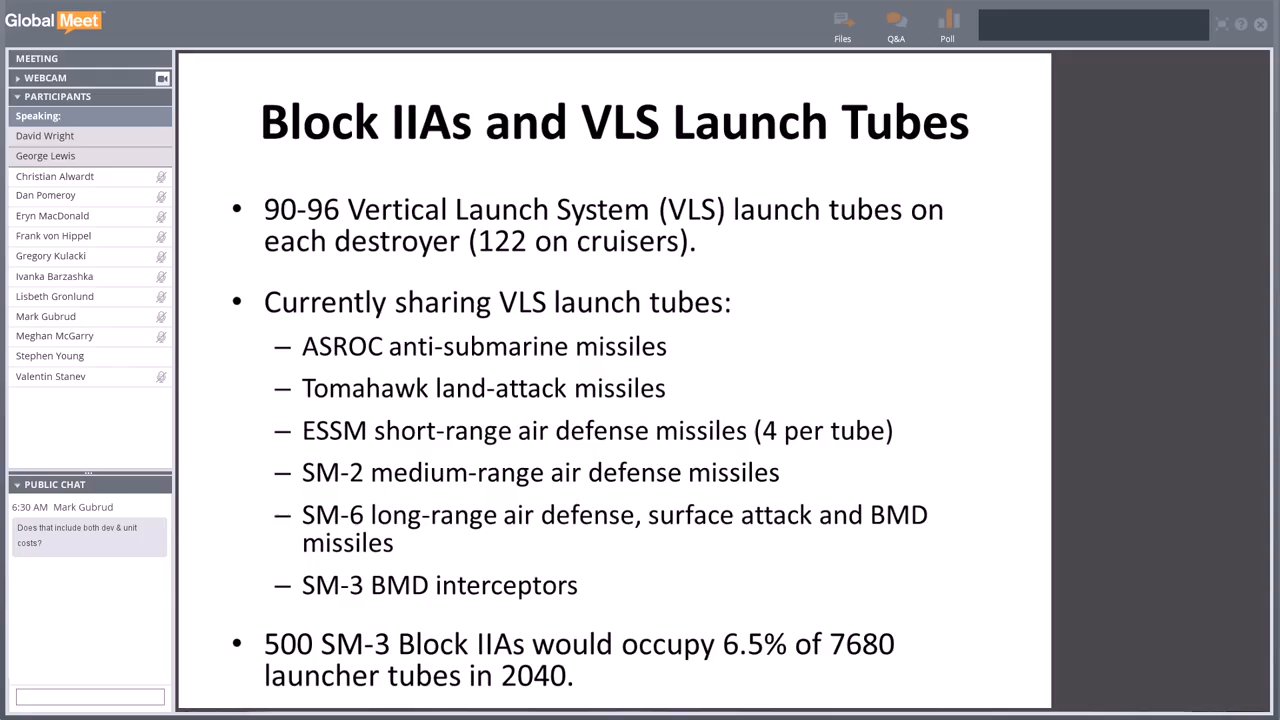 Global Meet
Files
Q&A
Poll
MEETING
WEBCAM
PARTICIPANTS
Speaking:
David Wright
George Lewis
Christian Alwardt
Dan Pomeroy
Eryn MacDonald
Frank von Hippel
Gregory Kulacki
Ivanka Barzashka
Lisbeth Gronlund
Mark Gubrud
Meghan McGarry
Stephen Young
Valentin Stanev
PUBLIC CHAT
6:30 AM Mark Gubrud
Does that include both dev & unit
costs?
Block IIAs and VLS Launch Tubes
• 90-96 Vertical Launch System (VLS) launch tubes on
each destroyer (122 on cruisers).
• Currently sharing VLS launch tubes:
– ASROC anti-submarine missiles
– Tomahawk land-attack missiles
– ESSM short-range air defense missiles (4 per tube)
– SM-2 medium-range air defense missiles
– SM-6 long-range air defense, surface attack and BMD
missiles
– SM-3 BMD interceptors
• 500 SM-3 Block IIAs would occupy 6.5% of 7680
launcher tubes in 2040.